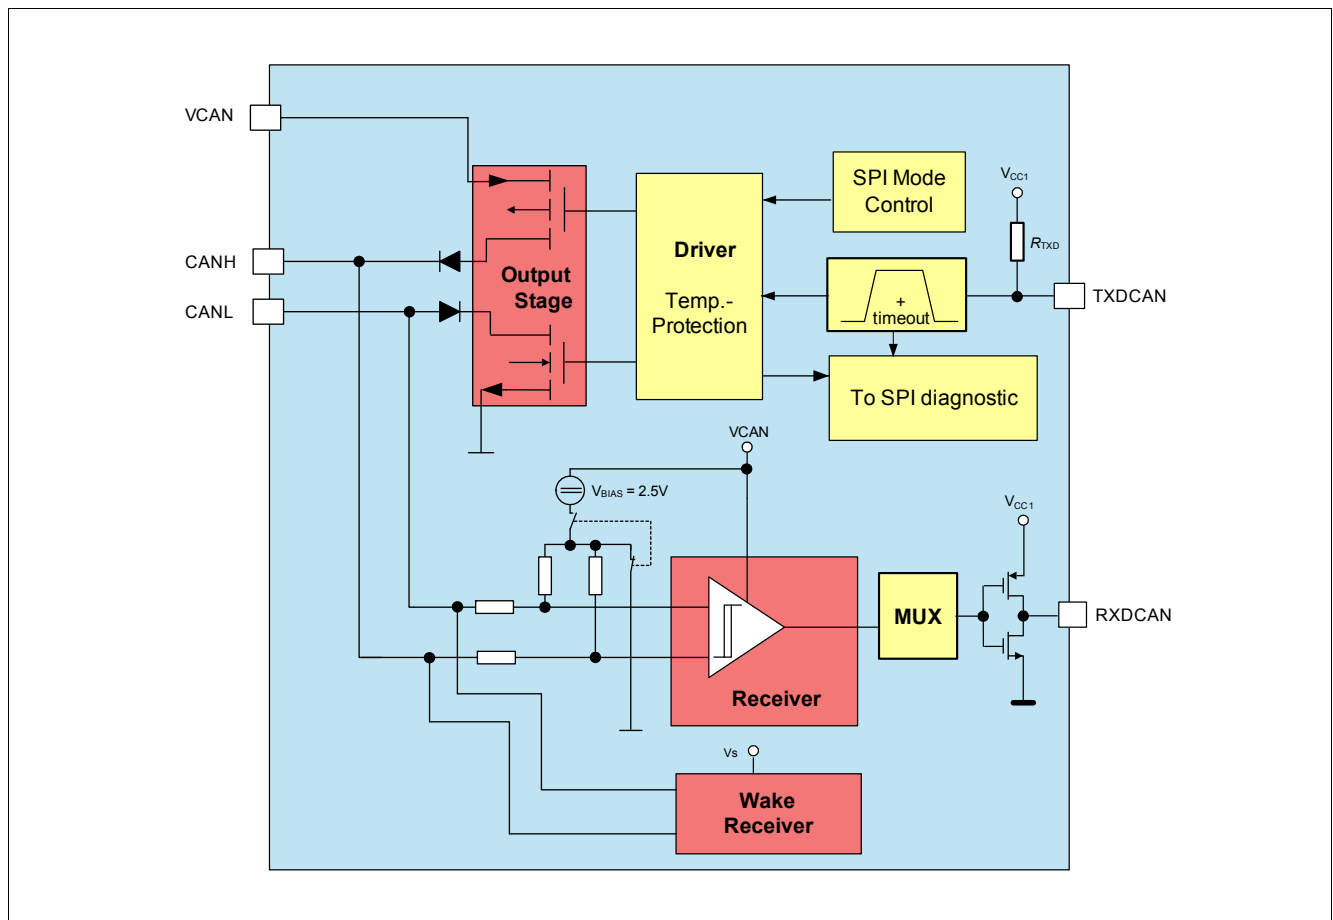 VCAN
CANH
CANL
Output
Stage
Driver
Temp.-
Protection
SPI Mode
Control
VCC1
RTXD
+
timeout
TXDCAN
To SPI diagnostic
VCAN
VBIAS = 2.5V
Receiver
MUX
VCC1
RXDCAN
Vs
Wake
Receiver